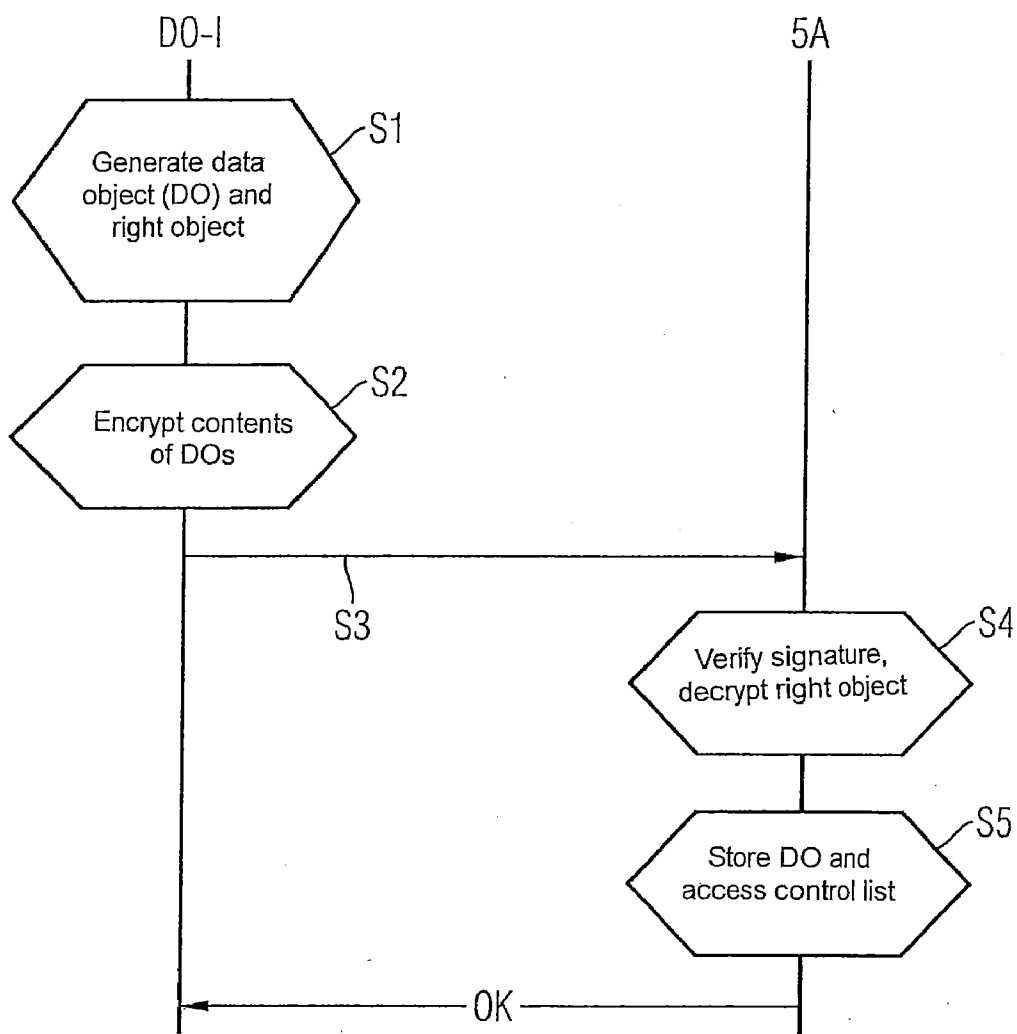 DO-I
5A
S1
Generate data
object (DO) and
right object
S2
Encrypt contents
of DOs
S3
S4
Verify signature,
decrypt right object
S5
Store DO and
access control list
OK